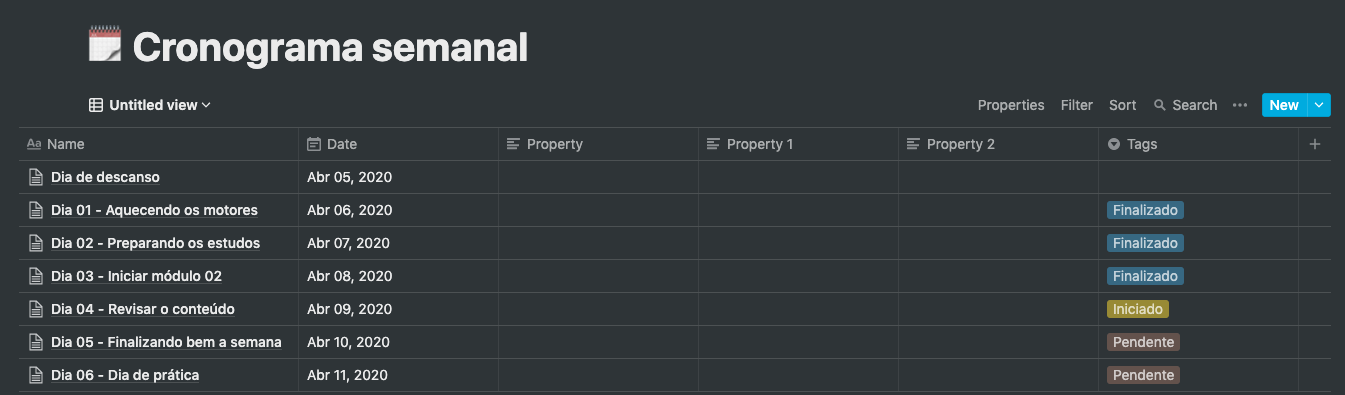 Cronograma semanal
Untitled view
Properties Filter Sort Search ••• New
Aa Name Date Property Property 1 Property 2 Tags +
Dia de descanso Abr 05, 2020
Dia 01 - Aquecendo os motores Abr 06, 2020 Finalizado
Dia 02 - Preparando os estudos Abr 07, 2020 Finalizado
Dia 03 - Iniciar módulo 02 Abr 08, 2020 Finalizado
Dia 04 - Revisar o conteúdo Abr 09, 2020 Iniciado
Dia 05 - Finalizando bem a semana Abr 10, 2020 Pendente
Dia 06 - Dia de prática Abr 11, 2020 Pendente